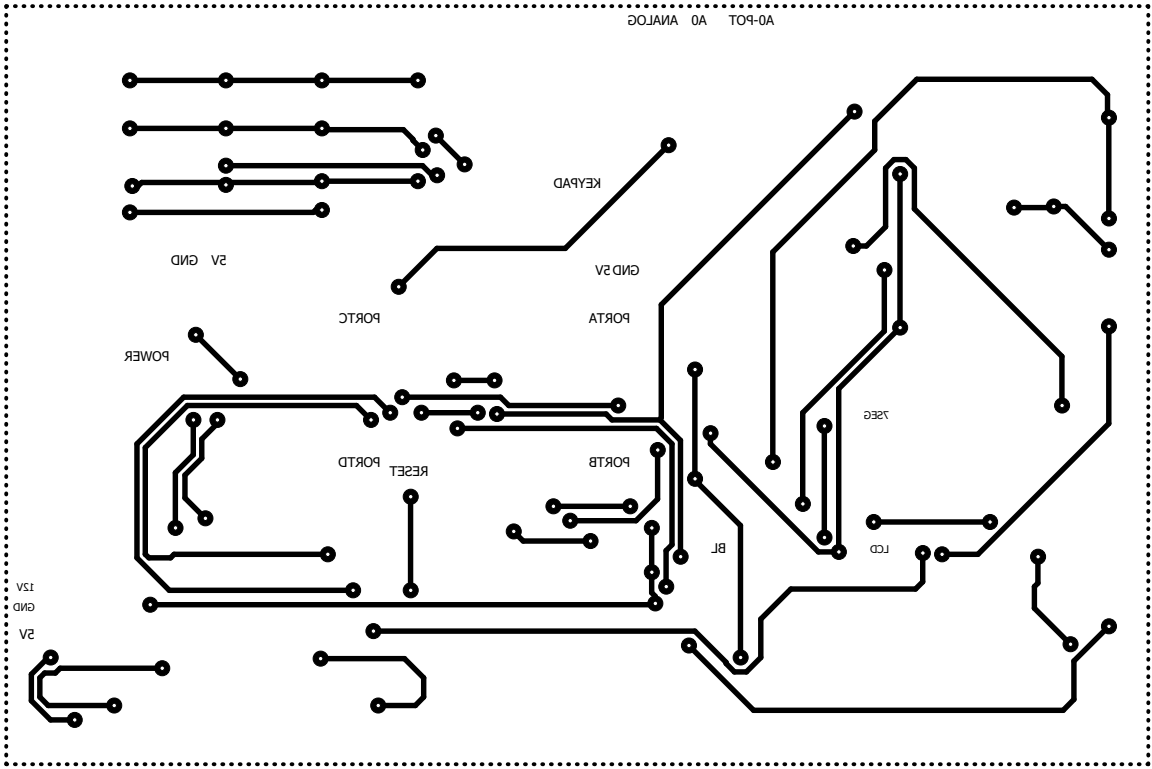 A0-POT A0 ANALOG
KEYPAD
5V GND
GND 5V
PORTC
PORTA
POWER
7SEG
PORTD
RESET
PORTB
BL
LCD
12V
GND
5V